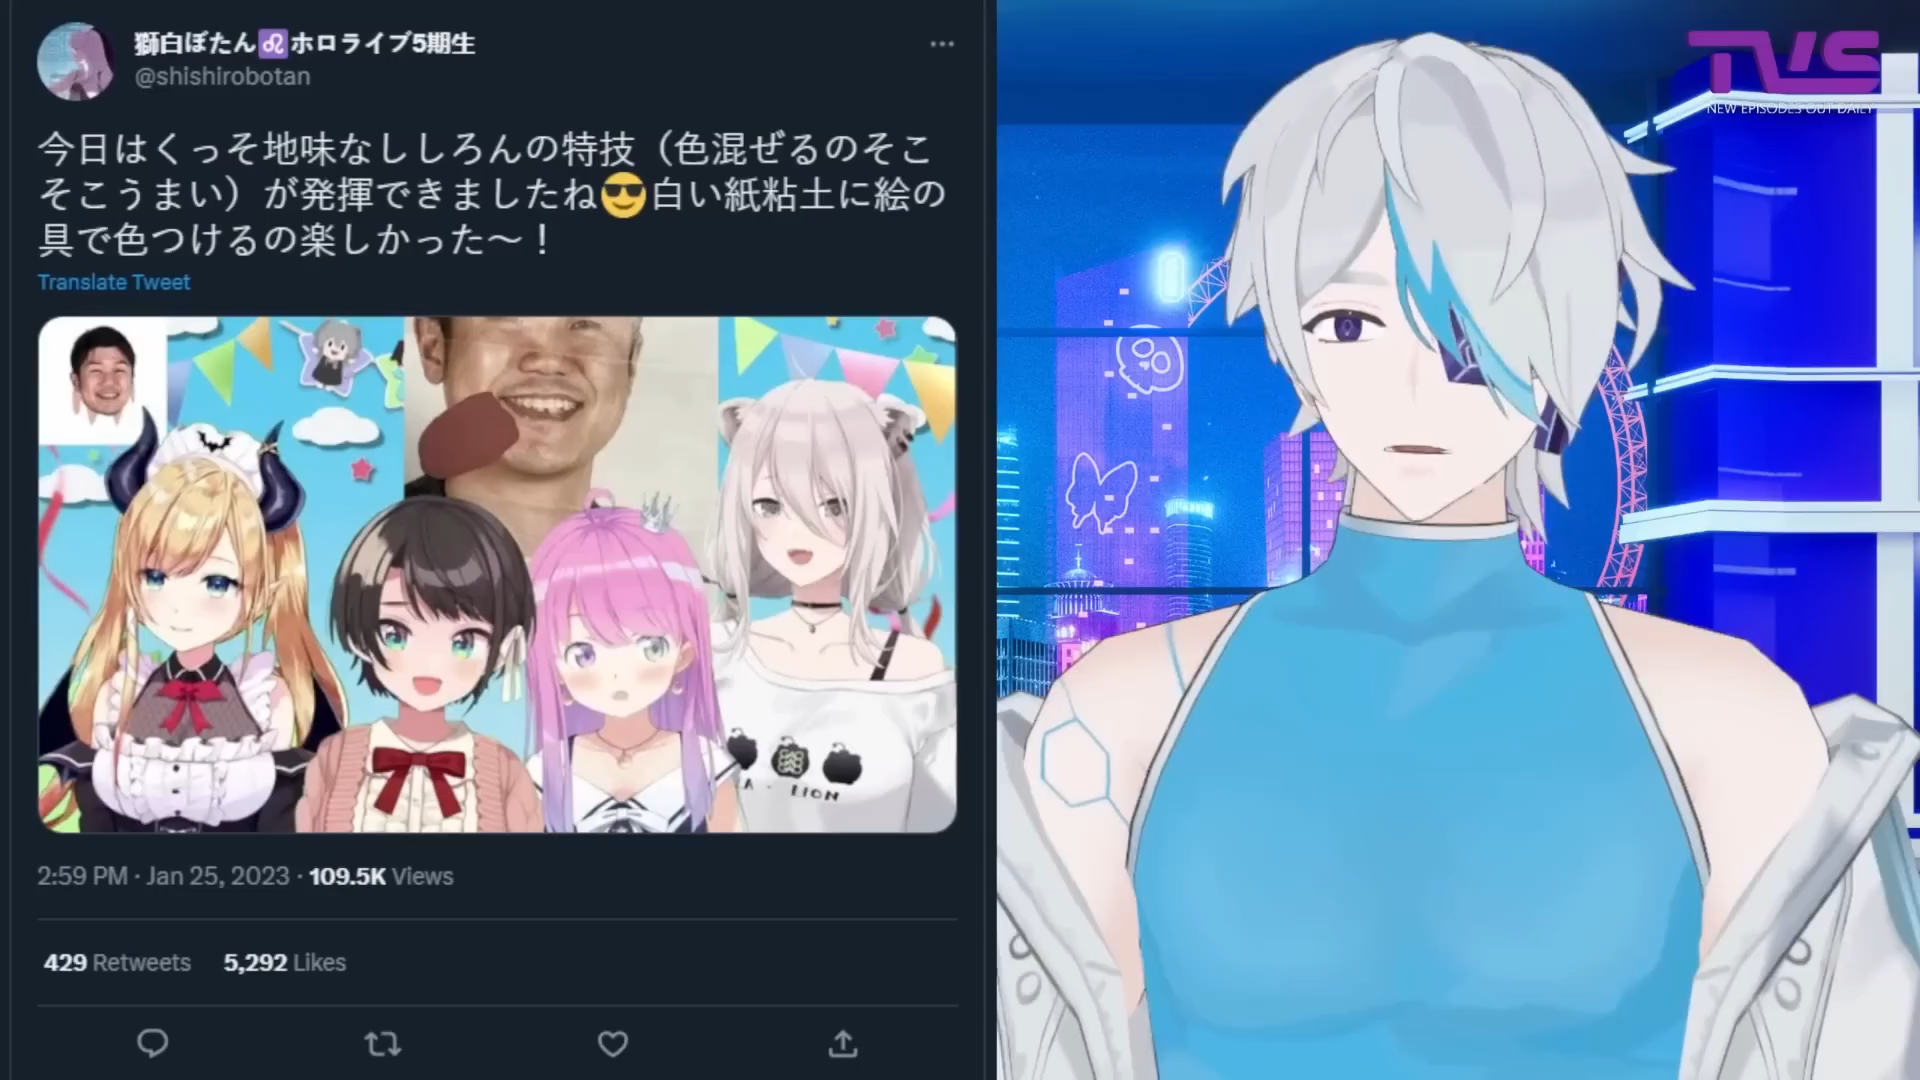 獅白ぼたん♌ホロライブ5期生
@shishirobotan
今日はくっそ地味なししろんの特技（色混ぜるのそこ
そこうまい）が発揮できましたね😎白い紙粘土に絵の
具で色つけるの楽しかった〜！
Translate Tweet
LION
2:59 PM · Jan 25, 2023 · 109.5K Views
429 Retweets 5,292 Likes
TVS
NEW EPISODES OUT DAILY